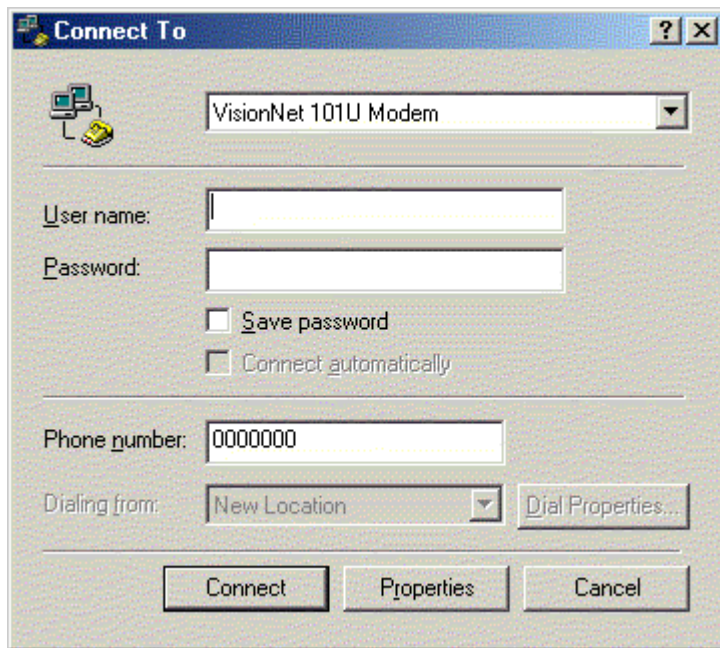 Connect To
VisionNet 101U Modem
User name:
Password:
Save password
Connect automatically
Phone number: 0000000
Dialing from: New Location Dial Properties...
Connect Properties Cancel